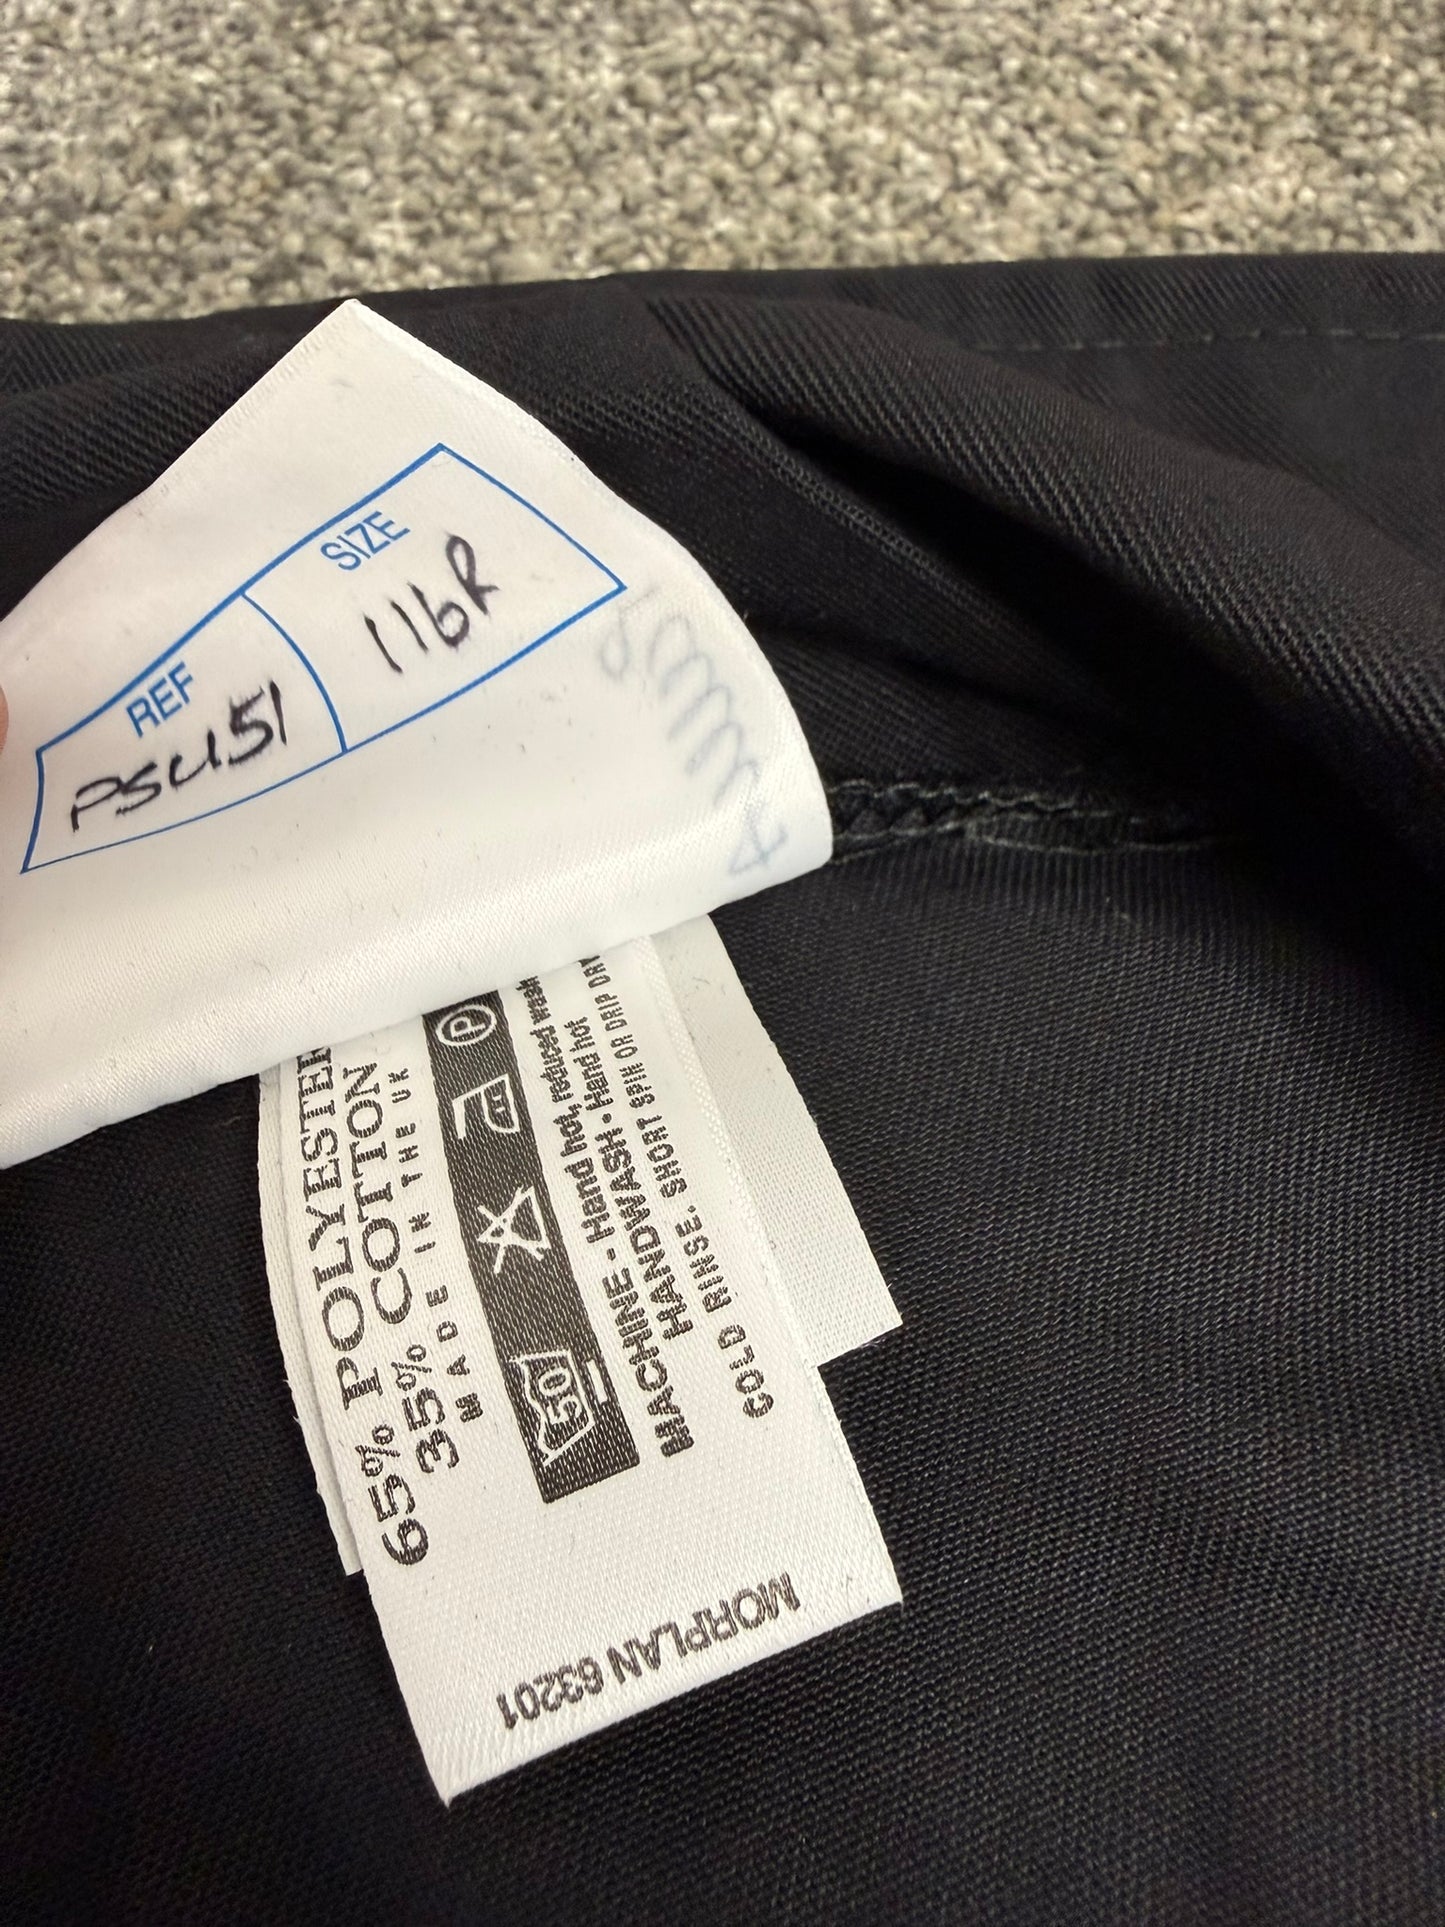 SIZE
116R
REF
PSU51
65% POLYESTER
35% COTTON
MADE IN THE UK
50
P
MACHINE - Hand hot, reduced wash
HANDWASH - Hand hot
COLD RINSE. SHORT SPIN OR DRIP DRY
MORPLAN 63201